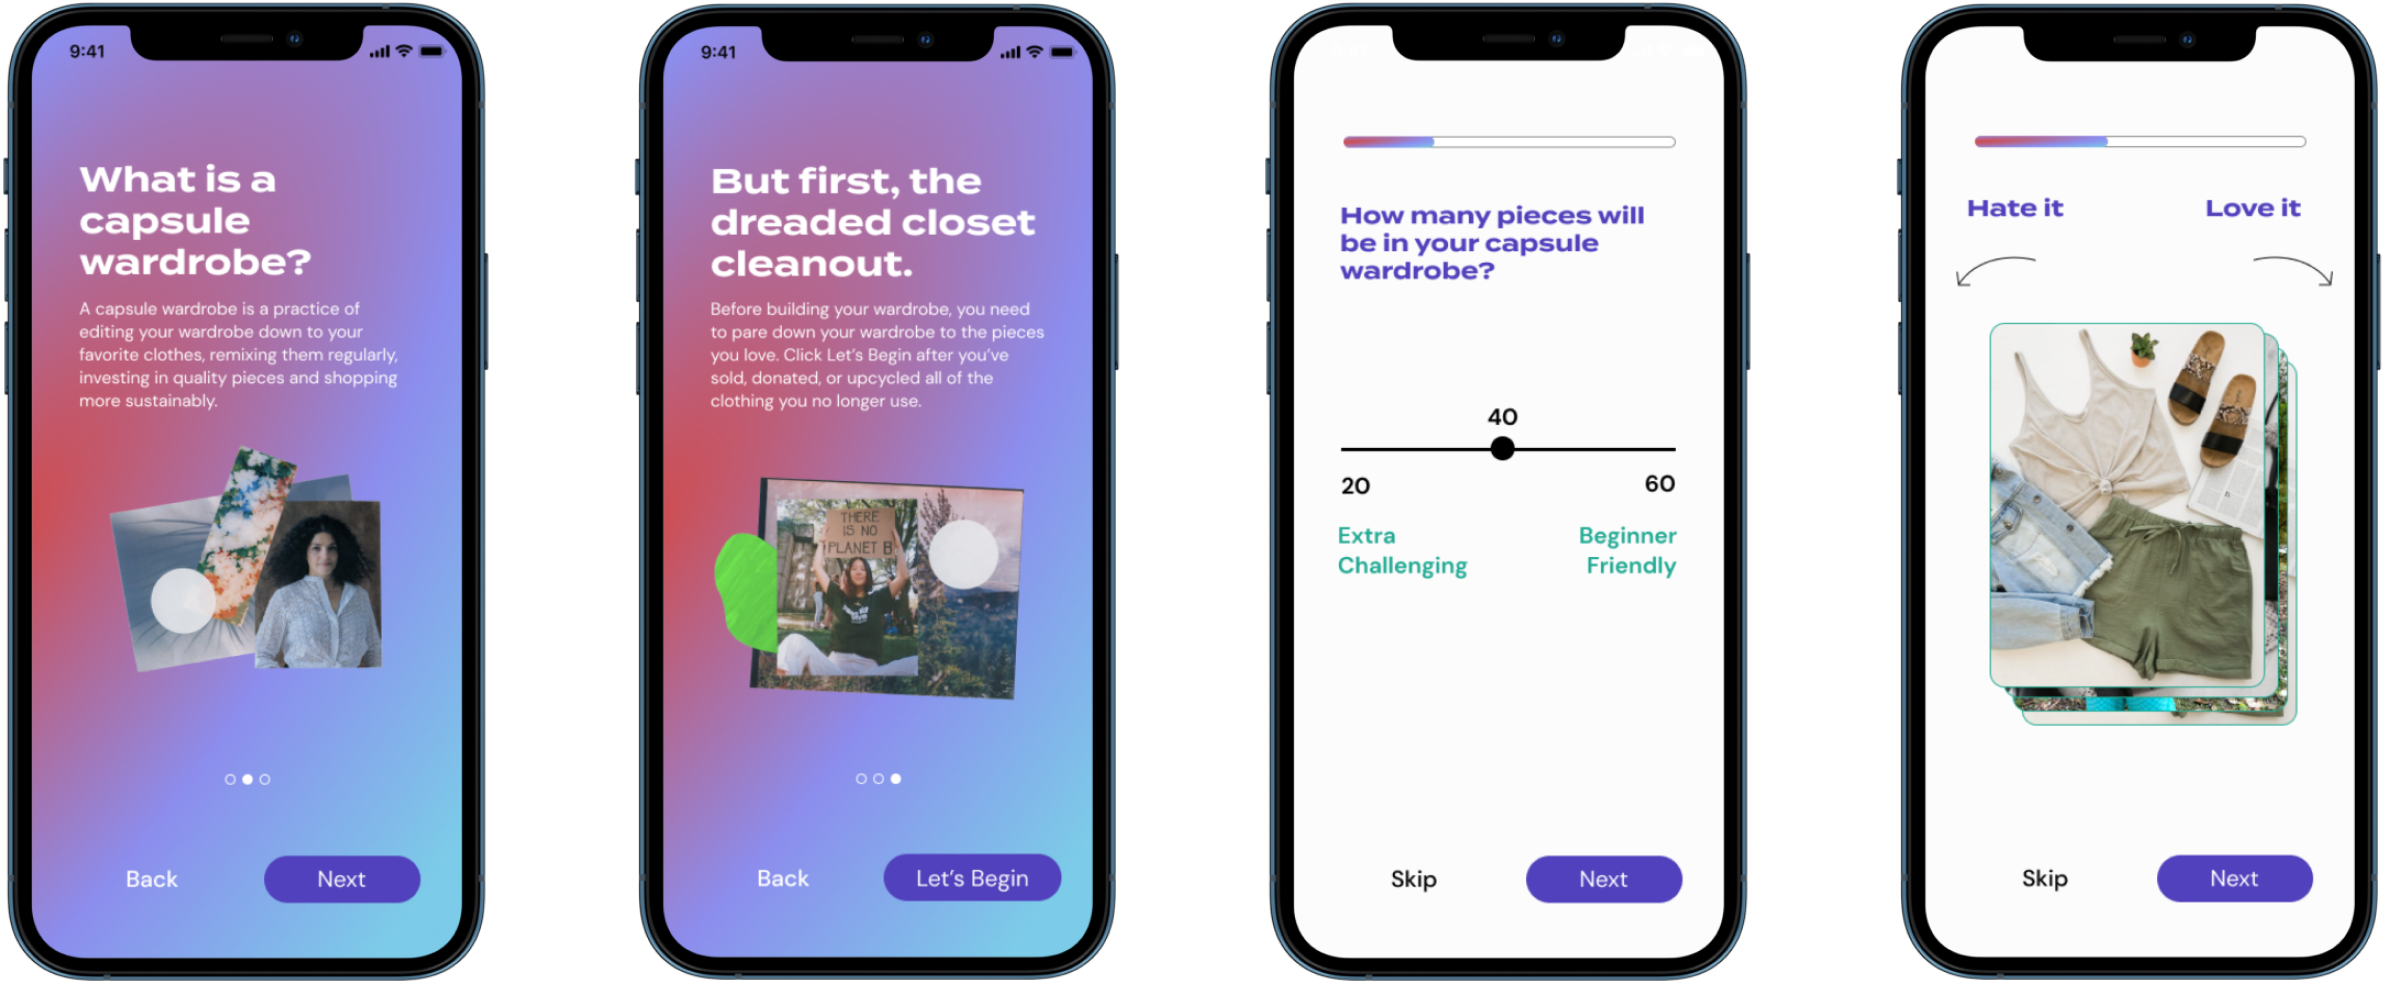 9:41
What is a
capsule
wardrobe?
A capsule wardrobe is a practice of
editing your wardrobe down to your
favorite clothes, remixing them regularly,
investing in quality pieces and shopping
more sustainably.
Back
Next
9:41
But first, the
dreaded closet
cleanout.
Before building your wardrobe, you need
to pare down your wardrobe to the pieces
you love. Click Let's Begin after you've
sold, donated, or upcycled all of the
clothing you no longer use.
THERE
IS NO
PLANET B
Back
Let's Begin
How many pieces will
be in your capsule
wardrobe?
40
20
60
Extra
Challenging
Beginner
Friendly
Skip
Next
Hate it
Love it
Skip
Next